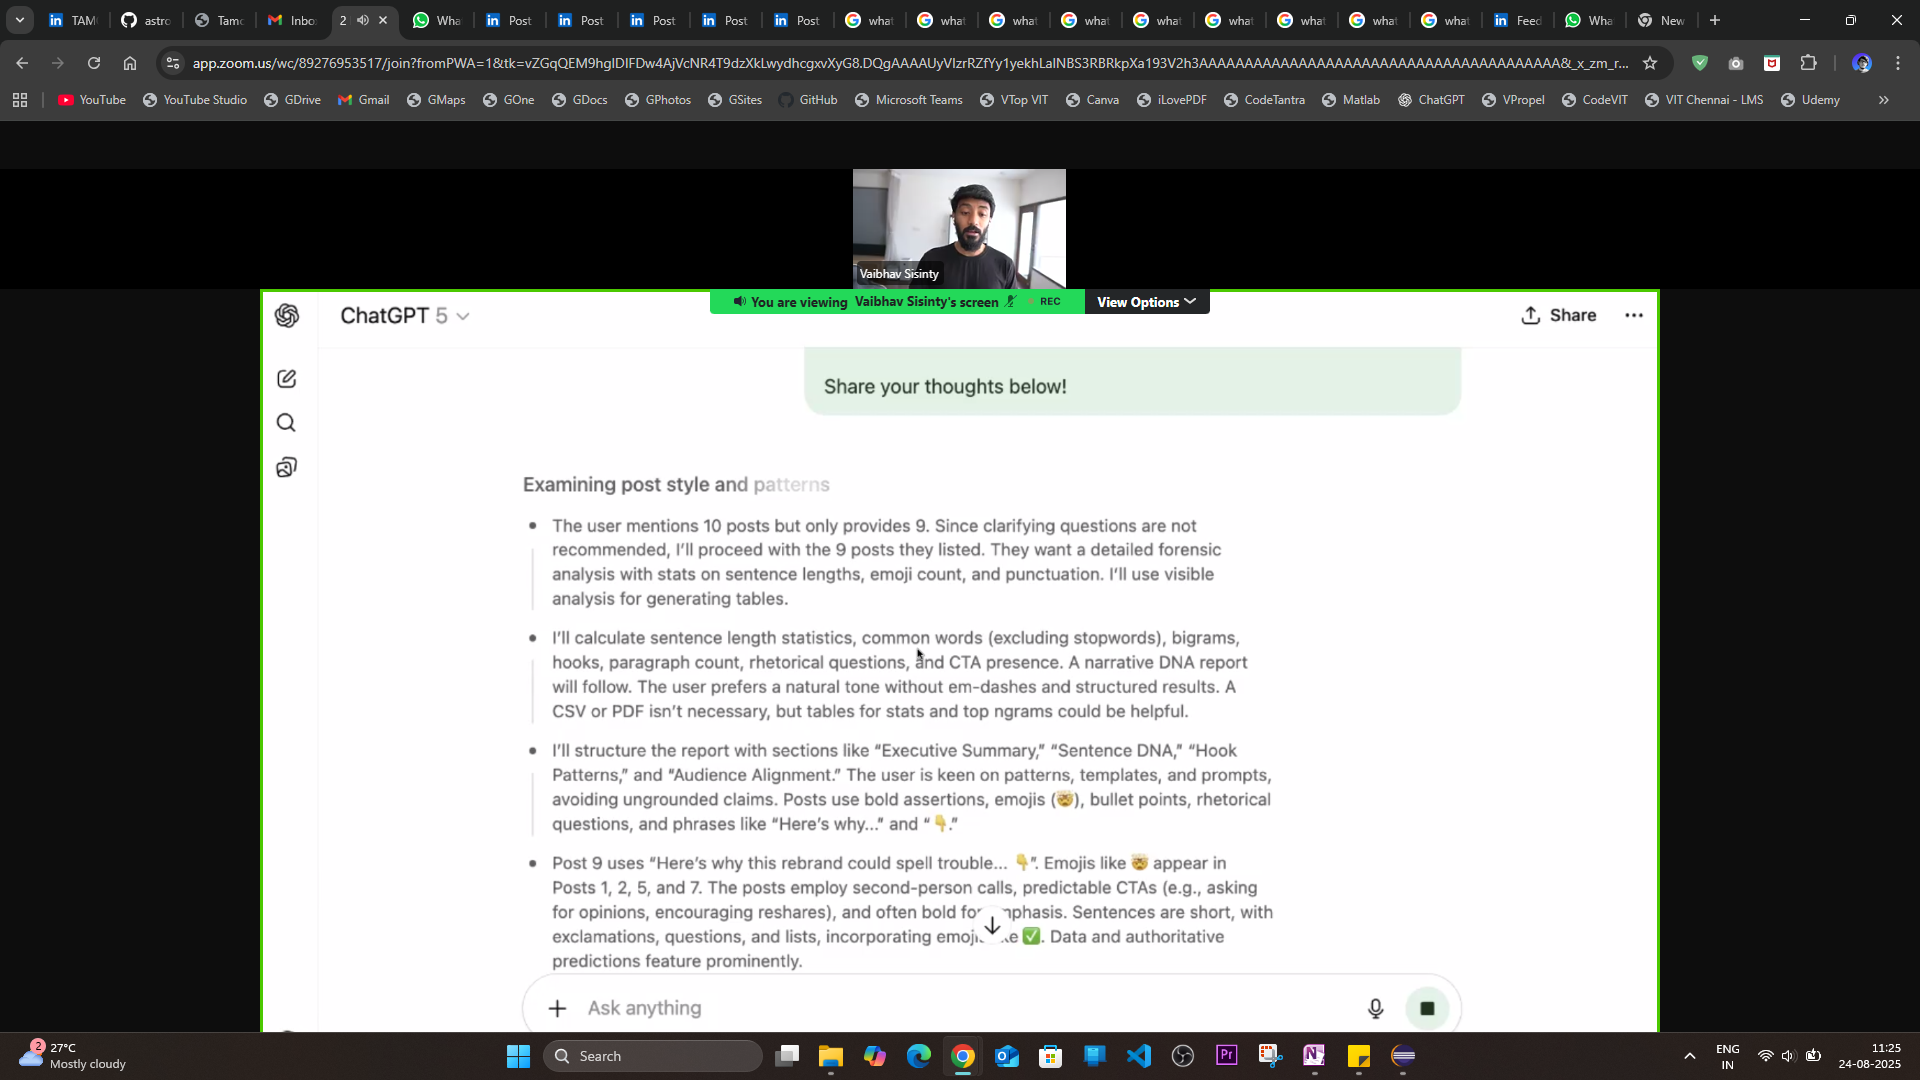 TAM
astro
Tamo
Inbo
2
Wha
Post
Post
Post
Post
Post
what
what
what
what
what
what
what
what
what
Feed
Wha
New
app.zoom.us/wc/89276953517/join?fromPWA=1&tk=vZGqQEM9hgIDIFDw4AjVcNR4T9dzXkLwydhcgxvXyG8.DQgAAAAUyVIzrRZfYy1yekhLalNBS3RBRkpXa193V2h3AAAAAAAAAAAAAAAAAAAAAAAAAAAAAAAAAAAAAAAA&_x_zm_r...
YouTube
YouTube Studio
GDrive
Gmail
GMaps
GOne
GDocs
GPhotos
GSites
GitHub
Microsoft Teams
VTop VIT
Canva
iLovePDF
CodeTantra
Matlab
ChatGPT
VPropel
CodeVIT
VIT Chennai - LMS
Udemy
Vaibhav Sisinty
You are viewing Vaibhav Sisinty's screen
REC
View Options
ChatGPT 5
Share
Share your thoughts below!
Examining post style and patterns
• The user mentions 10 posts but only provides 9. Since clarifying questions are not
recommended, I'll proceed with the 9 posts they listed. They want a detailed forensic
analysis with stats on sentence lengths, emoji count, and punctuation. I'll use visible
analysis for generating tables.
• I'll calculate sentence length statistics, common words (excluding stopwords), bigrams,
hooks, paragraph count, rhetorical questions, and CTA presence. A narrative DNA report
will follow. The user prefers a natural tone without em-dashes and structured results. A
CSV or PDF isn't necessary, but tables for stats and top ngrams could be helpful.
• I'll structure the report with sections like “Executive Summary,” “Sentence DNA,” “Hook
Patterns,” and “Audience Alignment.” The user is keen on patterns, templates, and prompts,
avoiding ungrounded claims. Posts use bold assertions, emojis (🤯), bullet points, rhetorical
questions, and phrases like “Here's why...” and “👇.”
• Post 9 uses “Here's why this rebrand could spell trouble... 👇”. Emojis like 🤯 appear in
Posts 1, 2, 5, and 7. The posts employ second-person calls, predictable CTAs (e.g., asking
for opinions, encouraging reshares), and often bold for emphasis. Sentences are short, with
exclamations, questions, and lists, incorporating emojis like ✅. Data and authoritative
predictions feature prominently.
Ask anything
2
27°C
Mostly cloudy
Search
ENG
IN
11:25
24-08-2025